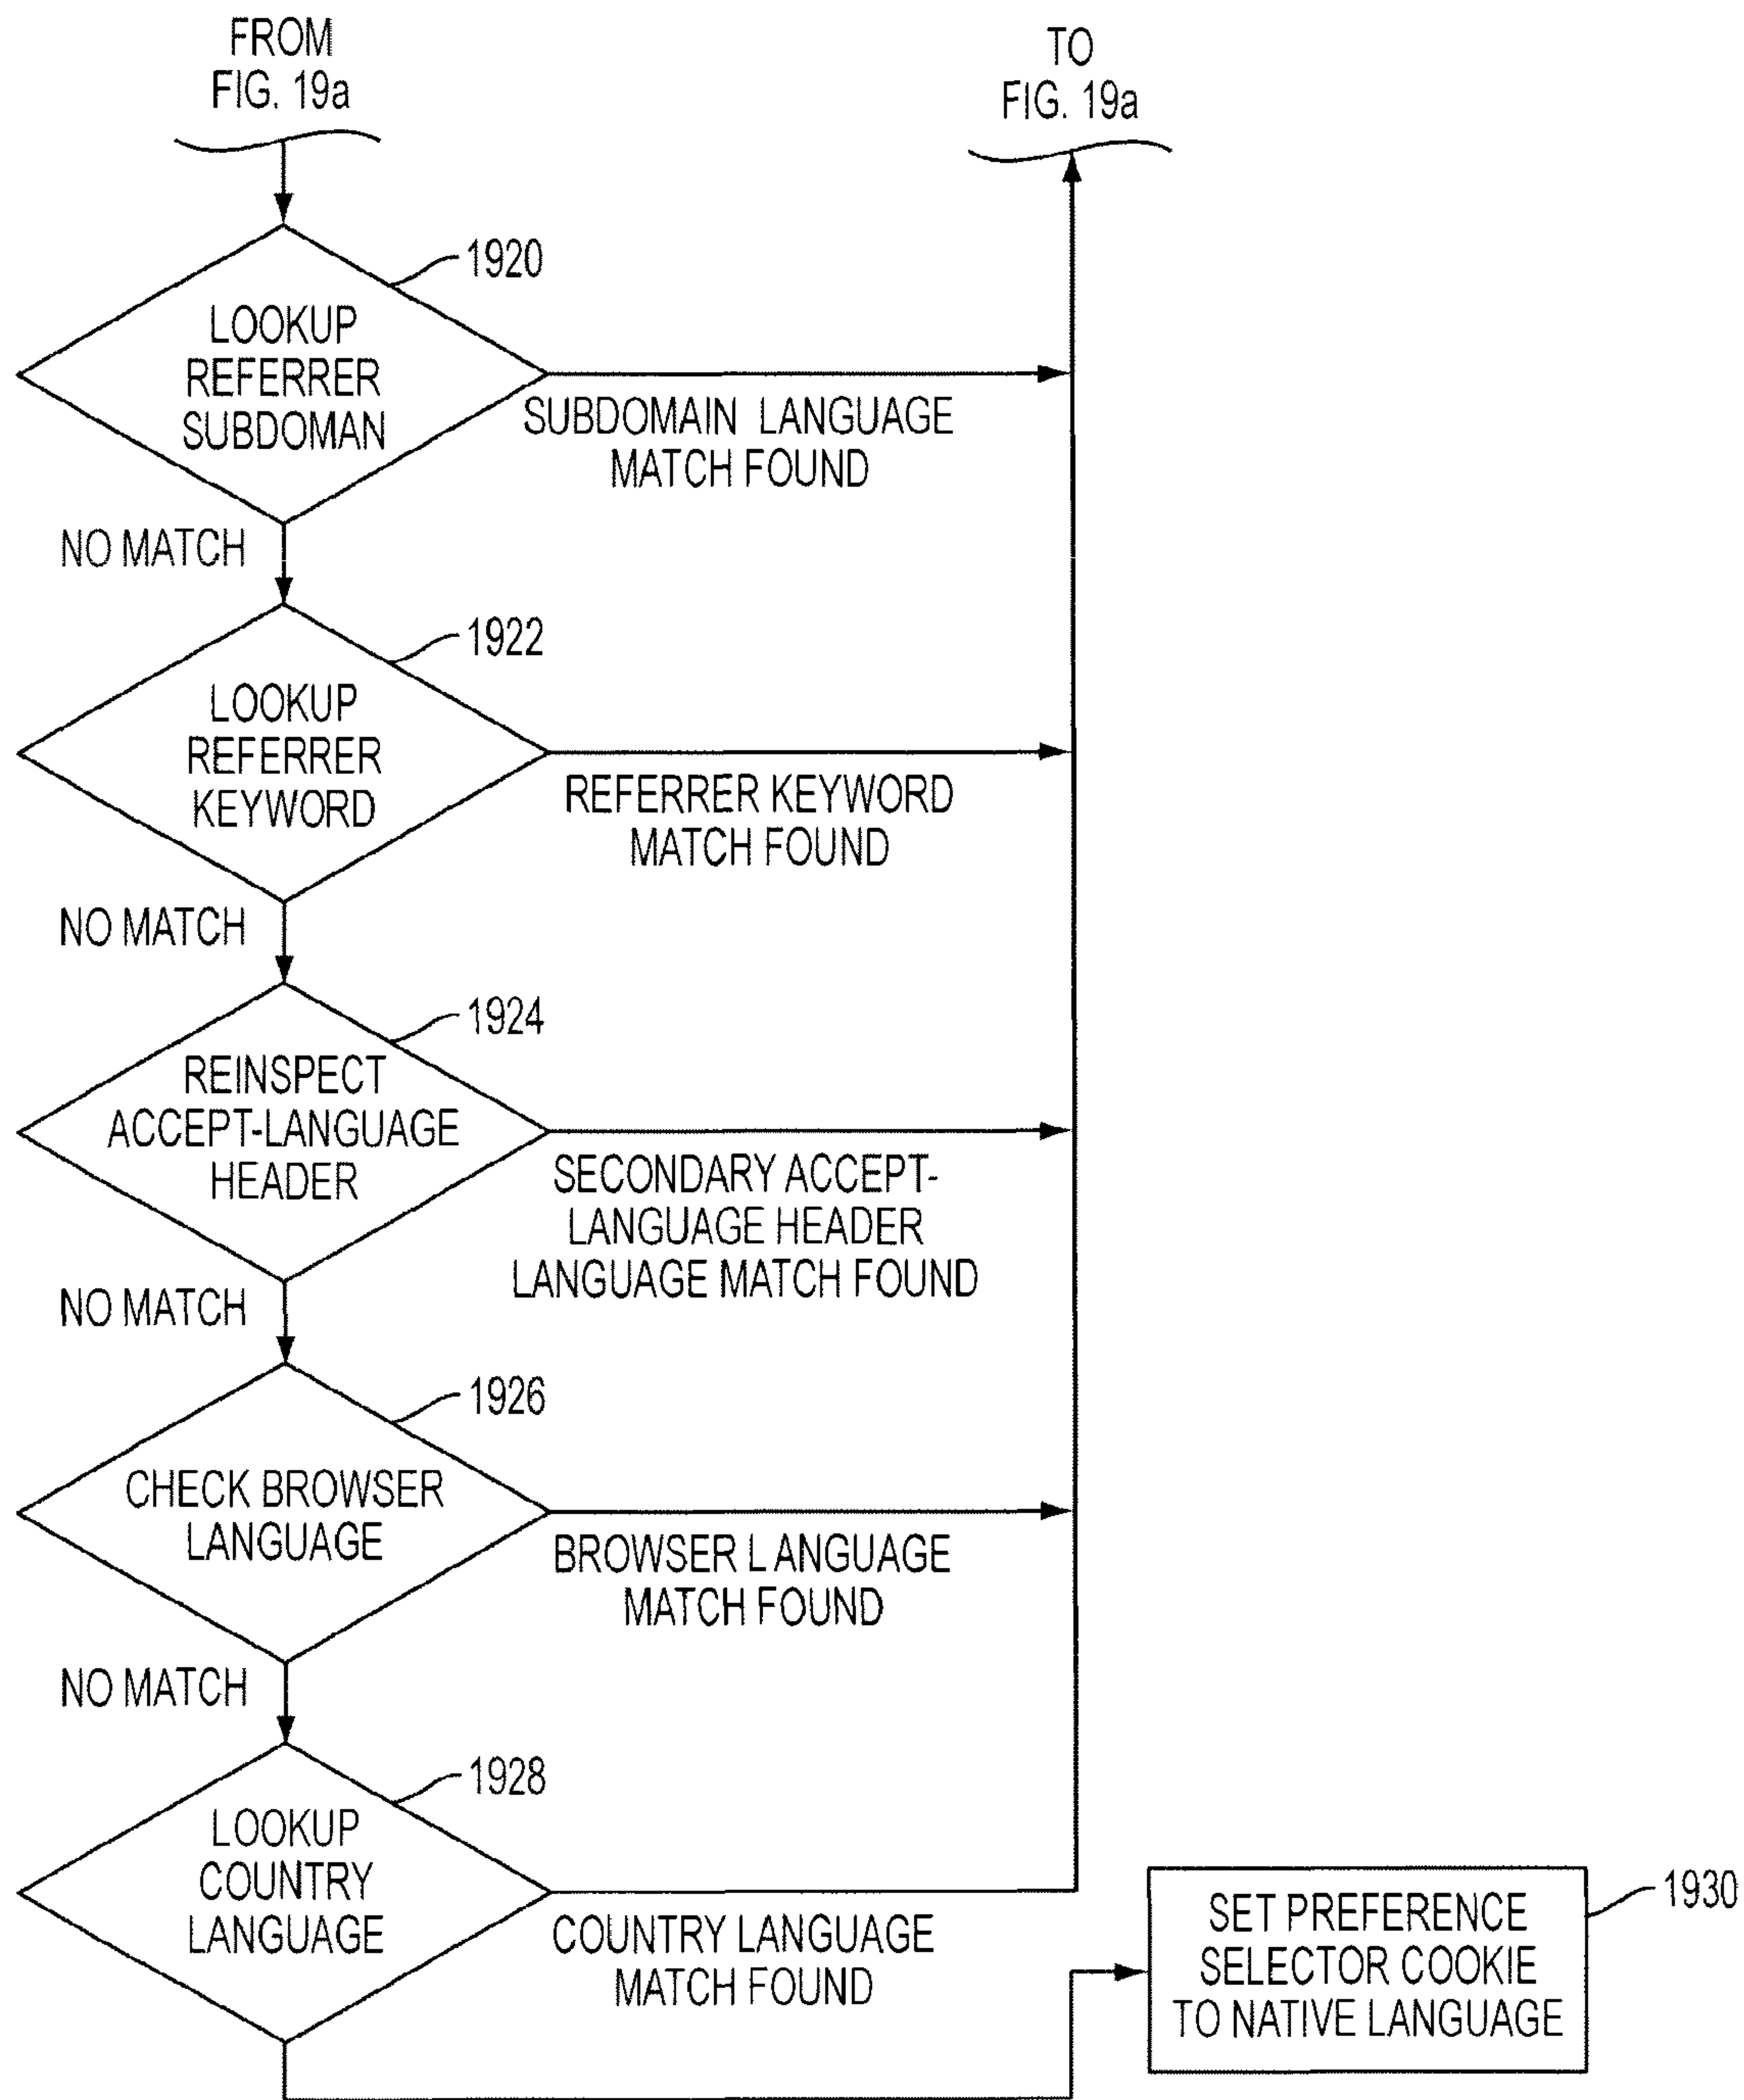 FROM
FIG. 19a
TO
FIG. 19a
1920
LOOKUP
REFERRER
SUBDOMAN
SUBDOMAIN LANGUAGE
MATCH FOUND
NO MATCH
1922
LOOKUP
REFERRER
KEYWORD
REFERRER KEYWORD
MATCH FOUND
NO MATCH
1924
REINSPECT
ACCEPT-LANGUAGE
HEADER
SECONDARY ACCEPT-
LANGUAGE HEADER
LANGUAGE MATCH FOUND
NO MATCH
1926
CHECK BROWSER
LANGUAGE
BROWSER LANGUAGE
MATCH FOUND
NO MATCH
1928
LOOKUP
COUNTRY
LANGUAGE
COUNTRY LANGUAGE
MATCH FOUND
1930
SET PREFERENCE
SELECTOR COOKIE
TO NATIVE LANGUAGE